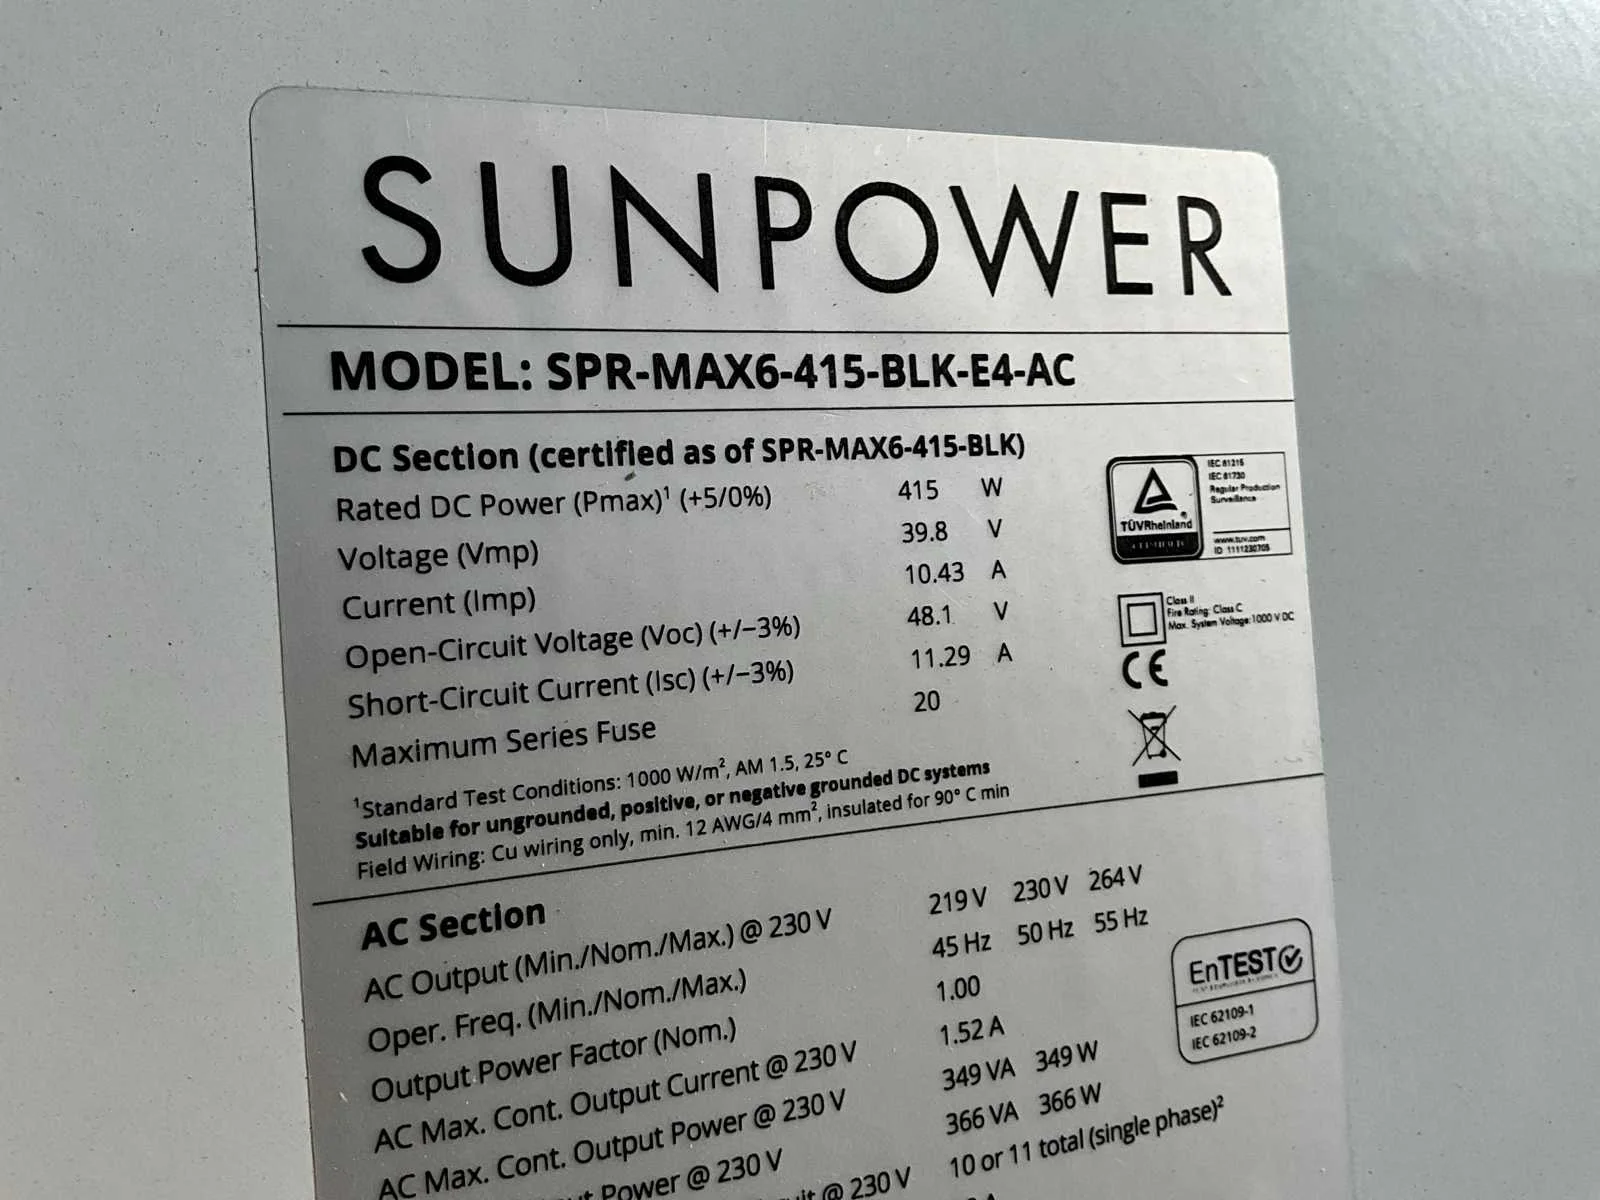 SUNPOWER
MODEL: SPR-MAX6-415-BLK-E4-AC
DC Section (certified as of SPR-MAX6-415-BLK)
Rated DC Power (Pmax)¹ (+5/0%) 415 W
Voltage (Vmp) 39.8 V
Current (Imp) 10.43 A
Open-Circuit Voltage (Voc) (+/−3%) 48.1 V
Short-Circuit Current (Isc) (+/−3%) 11.29 A
Maximum Series Fuse 20
¹Standard Test Conditions: 1000 W/m², AM 1.5, 25° C
Suitable for ungrounded, positive, or negative grounded DC systems
Field Wiring: Cu wiring only, min. 12 AWG/4 mm², insulated for 90° C min
TÜVRheinland
IEC 61215
IEC 61730
Regular Production
Surveillance
www.tuv.com
ID 1111230705
Class II
Fire Rating: Class C
Max. System Voltage: 1000 V DC
CE
AC Section
AC Output (Min./Nom./Max.) @ 230 V 219 V 230 V 264 V
Oper. Freq. (Min./Nom./Max.) 45 Hz 50 Hz 55 Hz
Output Power Factor (Nom.) 1.00
AC Max. Cont. Output Current @ 230 V 1.52 A
AC Max. Cont. Output Power @ 230 V 349 VA 349 W
Power @ 230 V 366 VA 366 W
@ 230 V 10 or 11 total (single phase)²
EnTEST
IEC 62109-1
IEC 62109-2